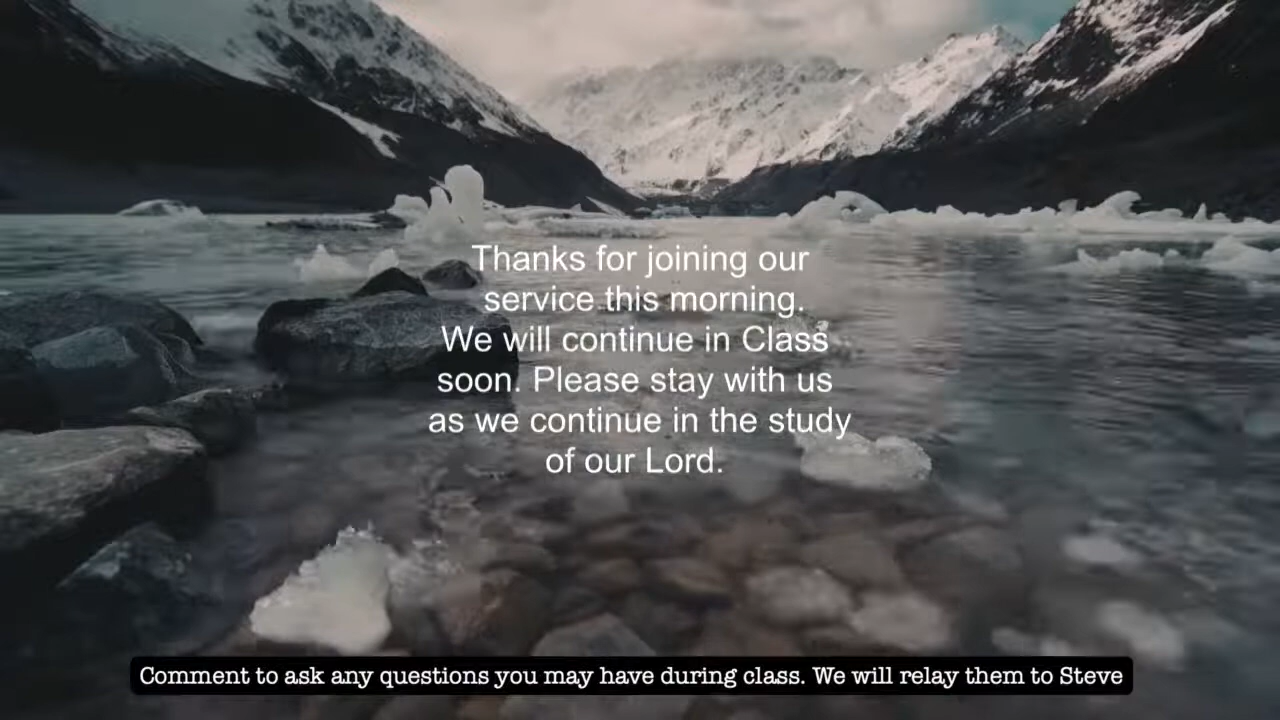 Thanks for joining our
service this morning.
We will continue in Class
soon. Please stay with us
as we continue in the study
of our Lord.
Comment to ask any questions you may have during class. We will relay them to Steve